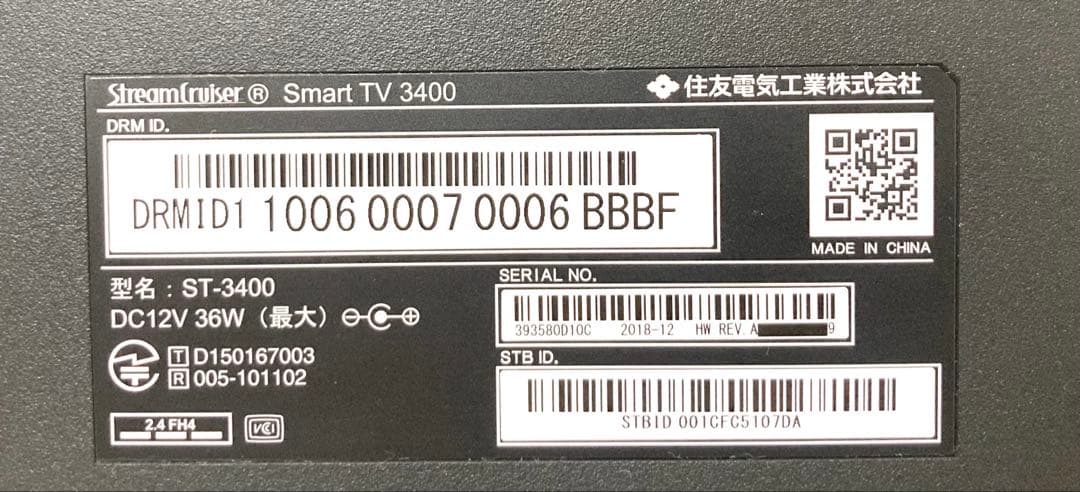 StreamCruiser® Smart TV 3400
住友電気工業株式会社
DRM ID.
DRMID1 1006 0007 0006 BBBF
MADE IN CHINA
型名：ST-3400
DC12V 36W（最大）
T D150167003
R 005-101102
2.4 FH4
VCCI
SERIAL NO.
393580D10C 2018-12 HW REV. A 9
STB ID.
STBID 001CFC5107DA